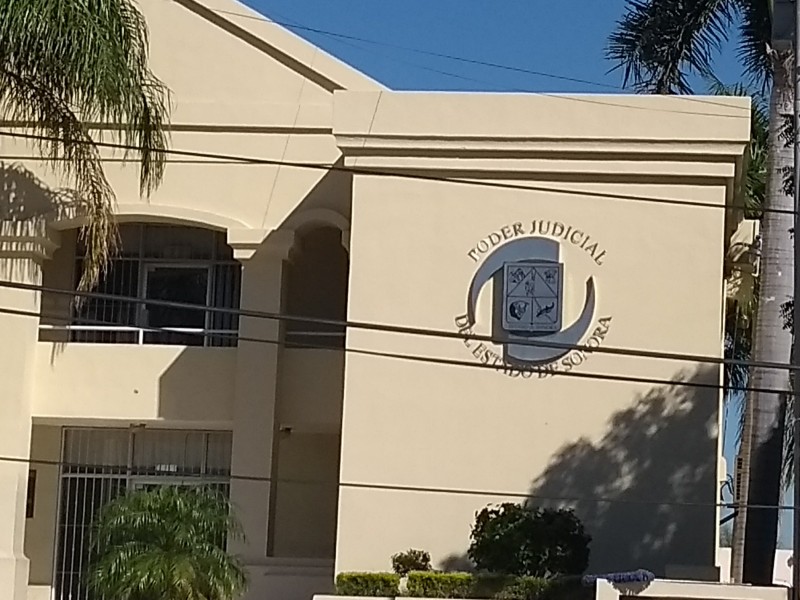 PODER JUDICIAL
DEL ESTADO DE SONORA